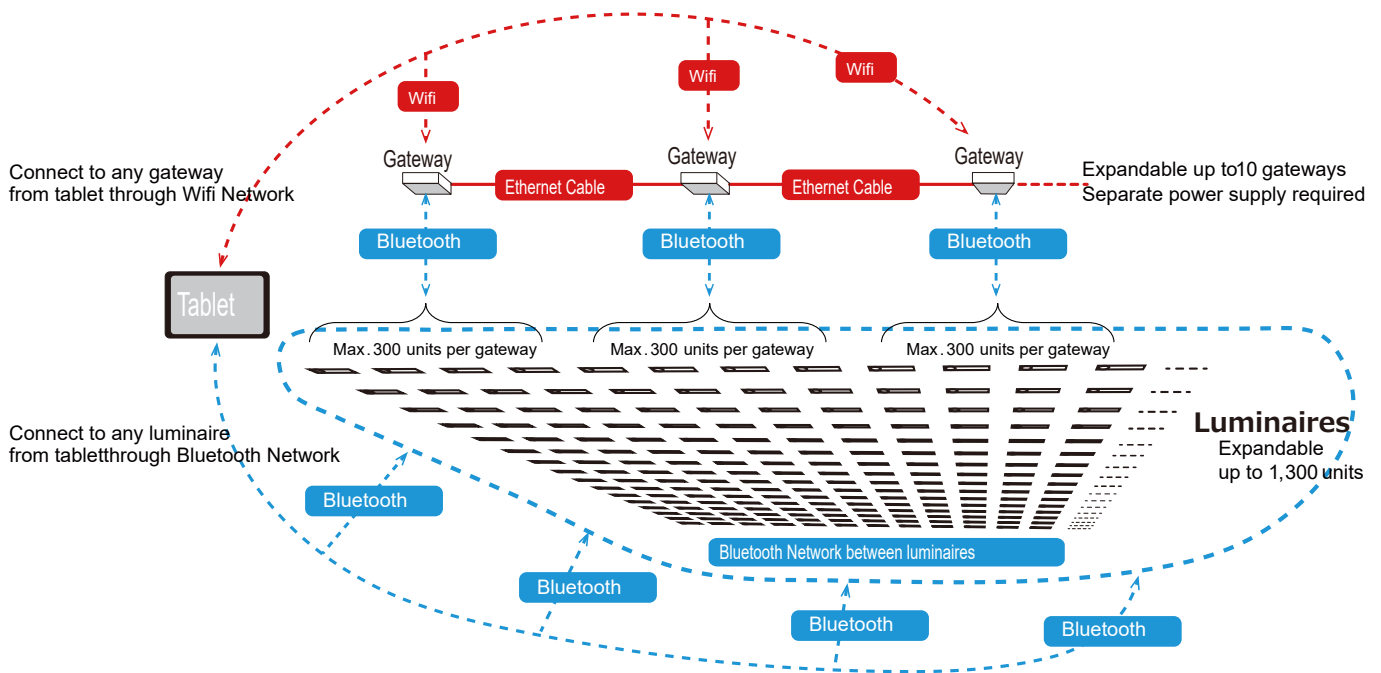 Wifi
Wifi
Wifi
Gateway
Gateway
Gateway
Connect to any gateway
from tablet through Wifi Network
Ethernet Cable
Ethernet Cable
Expandable up to10 gateways
Separate power supply required
Bluetooth
Bluetooth
Bluetooth
Tablet
Max. 300 units per gateway
Max. 300 units per gateway
Max. 300 units per gateway
Luminaires
Expandable
up to 1,300 units
Connect to any luminaire
from tabletthrough Bluetooth Network
Bluetooth
Bluetooth Network between luminaires
Bluetooth
Bluetooth
Bluetooth